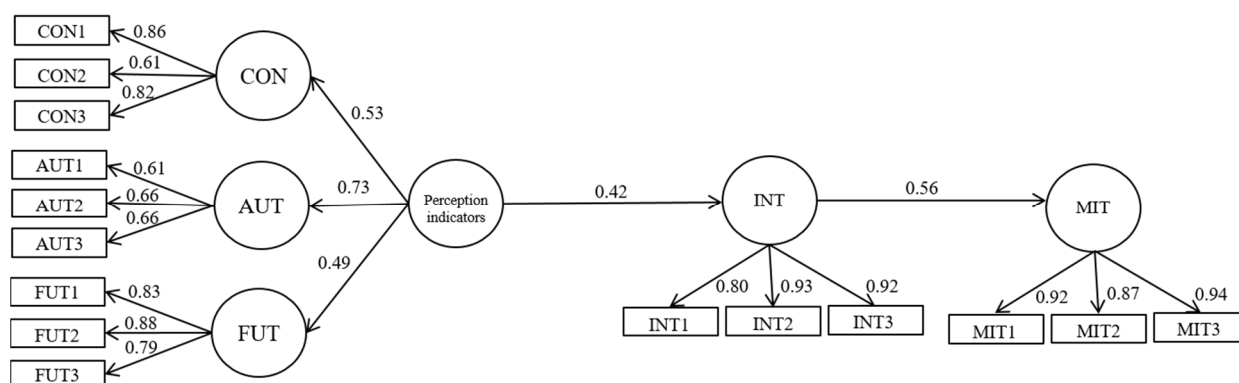 CON1
0.86
CON2
0.61
CON3
0.82
CON
0.53
AUT1
0.61
AUT2
0.66
AUT3
0.66
AUT
0.73
Perception
indicators
0.42
INT
0.56
MIT
0.49
FUT1
0.83
FUT2
0.88
FUT3
0.79
FUT
0.80
0.93
0.92
INT1
INT2
INT3
0.92
0.87
0.94
MIT1
MIT2
MIT3